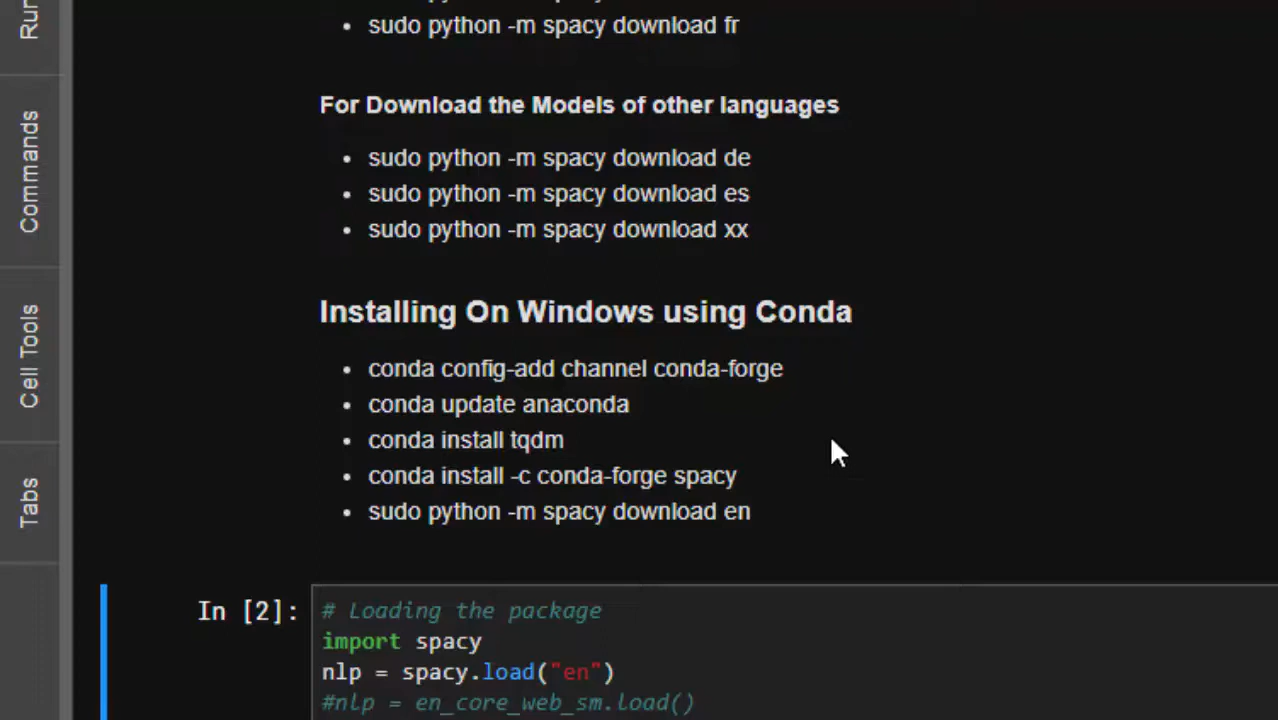 Run
Commands
Cell Tools
Tabs
sudo python -m spacy download fr
For Download the Models of other languages
sudo python -m spacy download de
sudo python -m spacy download es
sudo python -m spacy download xx
Installing On Windows using Conda
conda config-add channel conda-forge
conda update anaconda
conda install tqdm
conda install -c conda-forge spacy
sudo python -m spacy download en
In [2]:
# Loading the package
import spacy
nlp = spacy.load("en")
#nlp = en_core_web_sm.load()